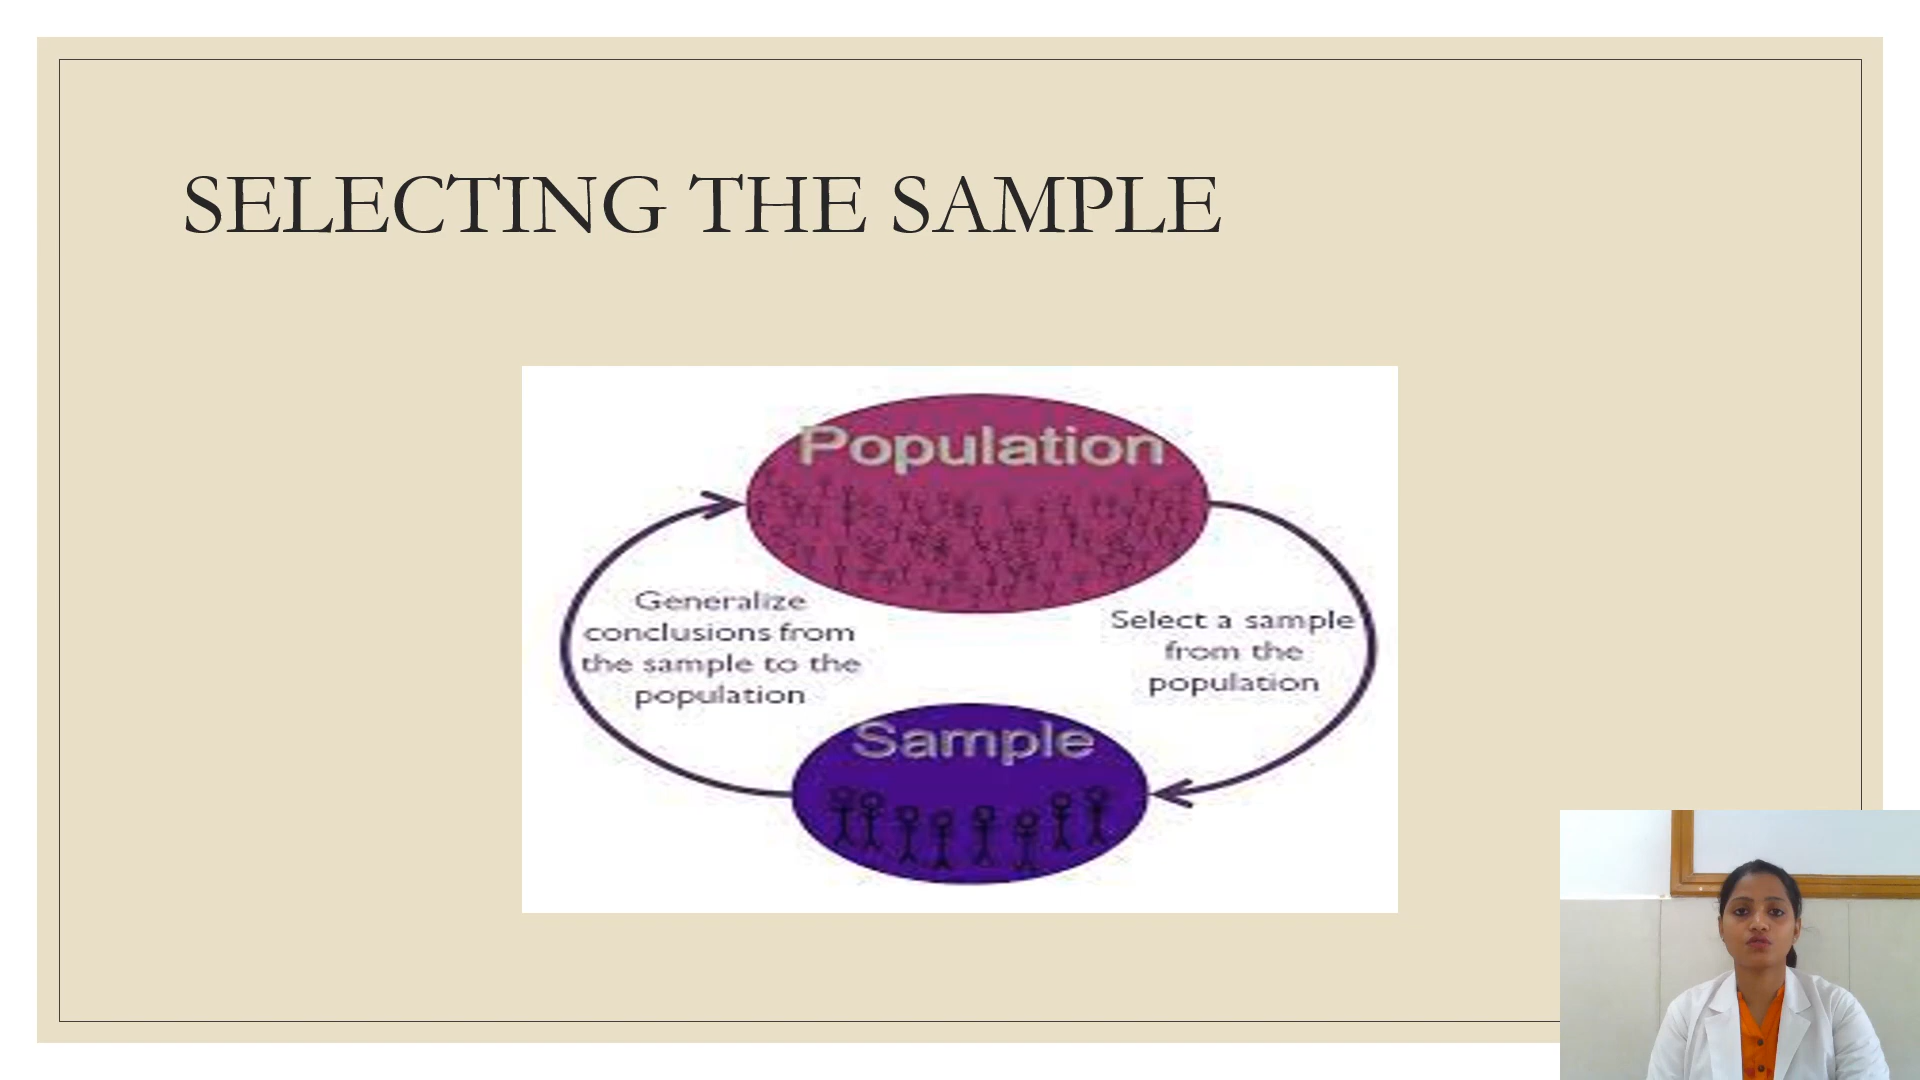 SELECTING THE SAMPLE
Population
Generalize
conclusions from
the sample to the
population
Select a sample
from the
population
Sample